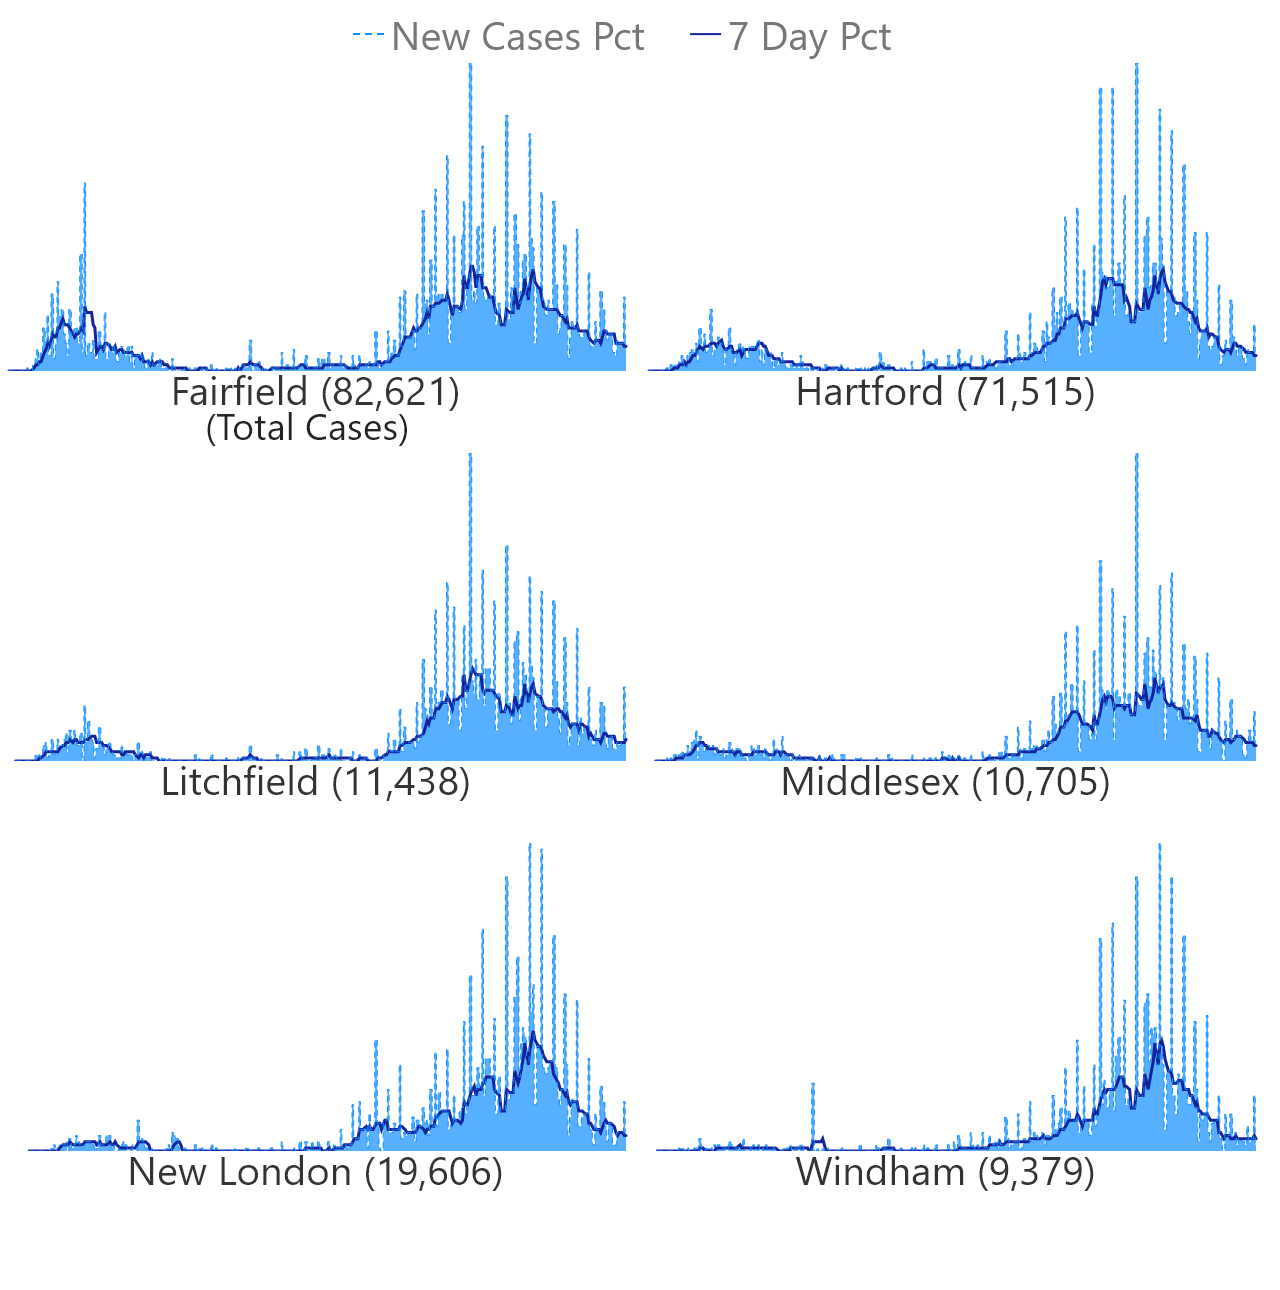 New Cases Pct 7 Day Pct
Fairfield (82,621) Hartford (71,515)
(Total Cases)
Litchfield (11,438) Middlesex (10,705)
New London (19,606) Windham (9,379)